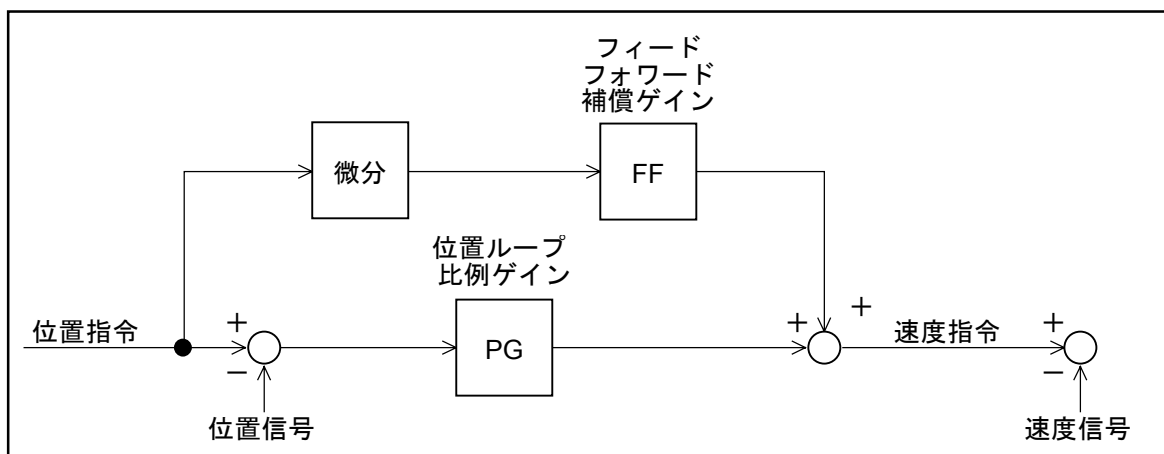 フィード
フォワード
補償ゲイン
微分
FF
位置ループ
比例ゲイン
位置指令
+
−
PG
+
+
速度指令
+
−
位置信号
速度信号